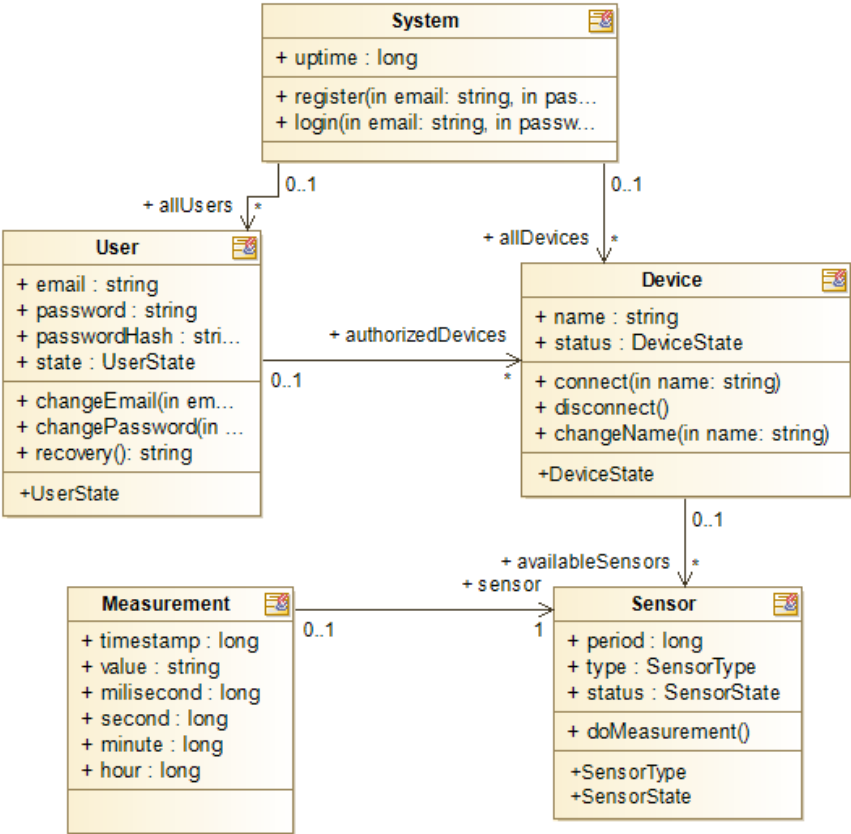 System
+ uptime : long
+ register(in email: string, in pas...
+ login(in email: string, in passw...
0..1
0..1
+ allUsers
*
+ allDevices
*
User
+ email : string
+ password : string
+ passwordHash : stri...
+ state : UserState
+ changeEmail(in em...
+ changePassword(in ...
+ recovery(): string
+UserState
+ authorizedDevices
0..1
*
Device
+ name : string
+ status : DeviceState
+ connect(in name: string)
+ disconnect()
+ changeName(in name: string)
+DeviceState
0..1
+ availableSensors
*
+ sensor
Measurement
+ timestamp : long
+ value : string
+ milisecond : long
+ second : long
+ minute : long
+ hour : long
0..1
1
Sensor
+ period : long
+ type : SensorType
+ status : SensorState
+ doMeasurement()
+SensorType
+SensorState